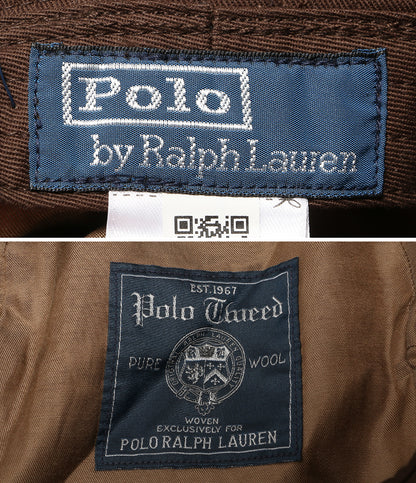 Polo
by Ralph Lauren
EST. 1967
Polo Tweed
PURE WOOL
WOVEN
EXCLUSIVELY FOR
POLO RALPH LAUREN